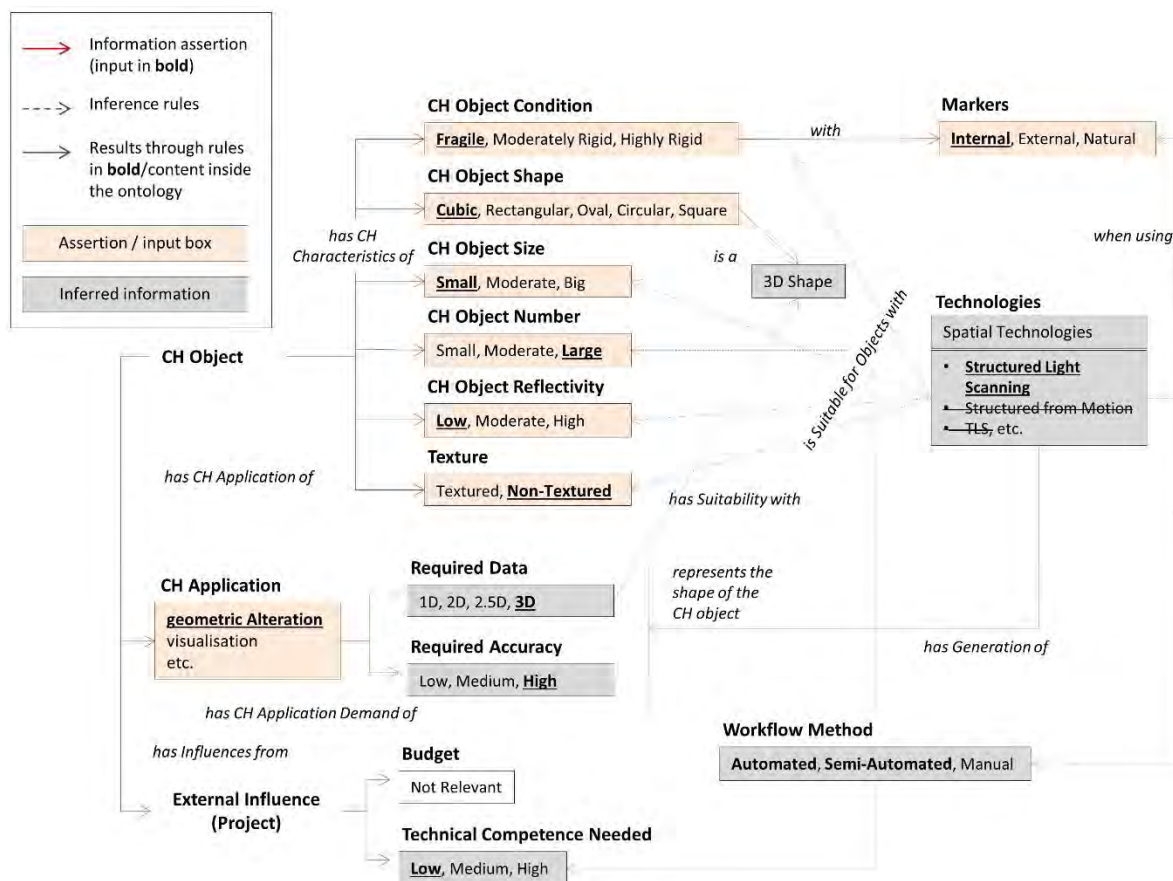 Information assertion
(input in bold)
Inference rules
Results through rules
in bold/content inside
the ontology
Assertion / input box
Inferred information
CH Object
has CH
Characteristics of
CH Object Condition
Fragile, Moderately Rigid, Highly Rigid
with
Markers
Internal, External, Natural
CH Object Shape
Cubic, Rectangular, Oval, Circular, Square
is a
3D Shape
when using
CH Object Size
Small, Moderate, Big
CH Object Number
Small, Moderate, Large
CH Object Reflectivity
Low, Moderate, High
Texture
Textured, Non-Textured
is Suitable for Objects with
Technologies
Spatial Technologies
• Structured Light
Scanning
• Structured from Motion
• TLS, etc.
has CH Application of
has Suitability with
CH Application
geometric Alteration
visualisation
etc.
Required Data
1D, 2D, 2.5D, 3D
Required Accuracy
Low, Medium, High
represents the
shape of the
CH object
has Generation of
has CH Application Demand of
has Influences from
External Influence
(Project)
Budget
Not Relevant
Technical Competence Needed
Low, Medium, High
Workflow Method
Automated, Semi-Automated, Manual